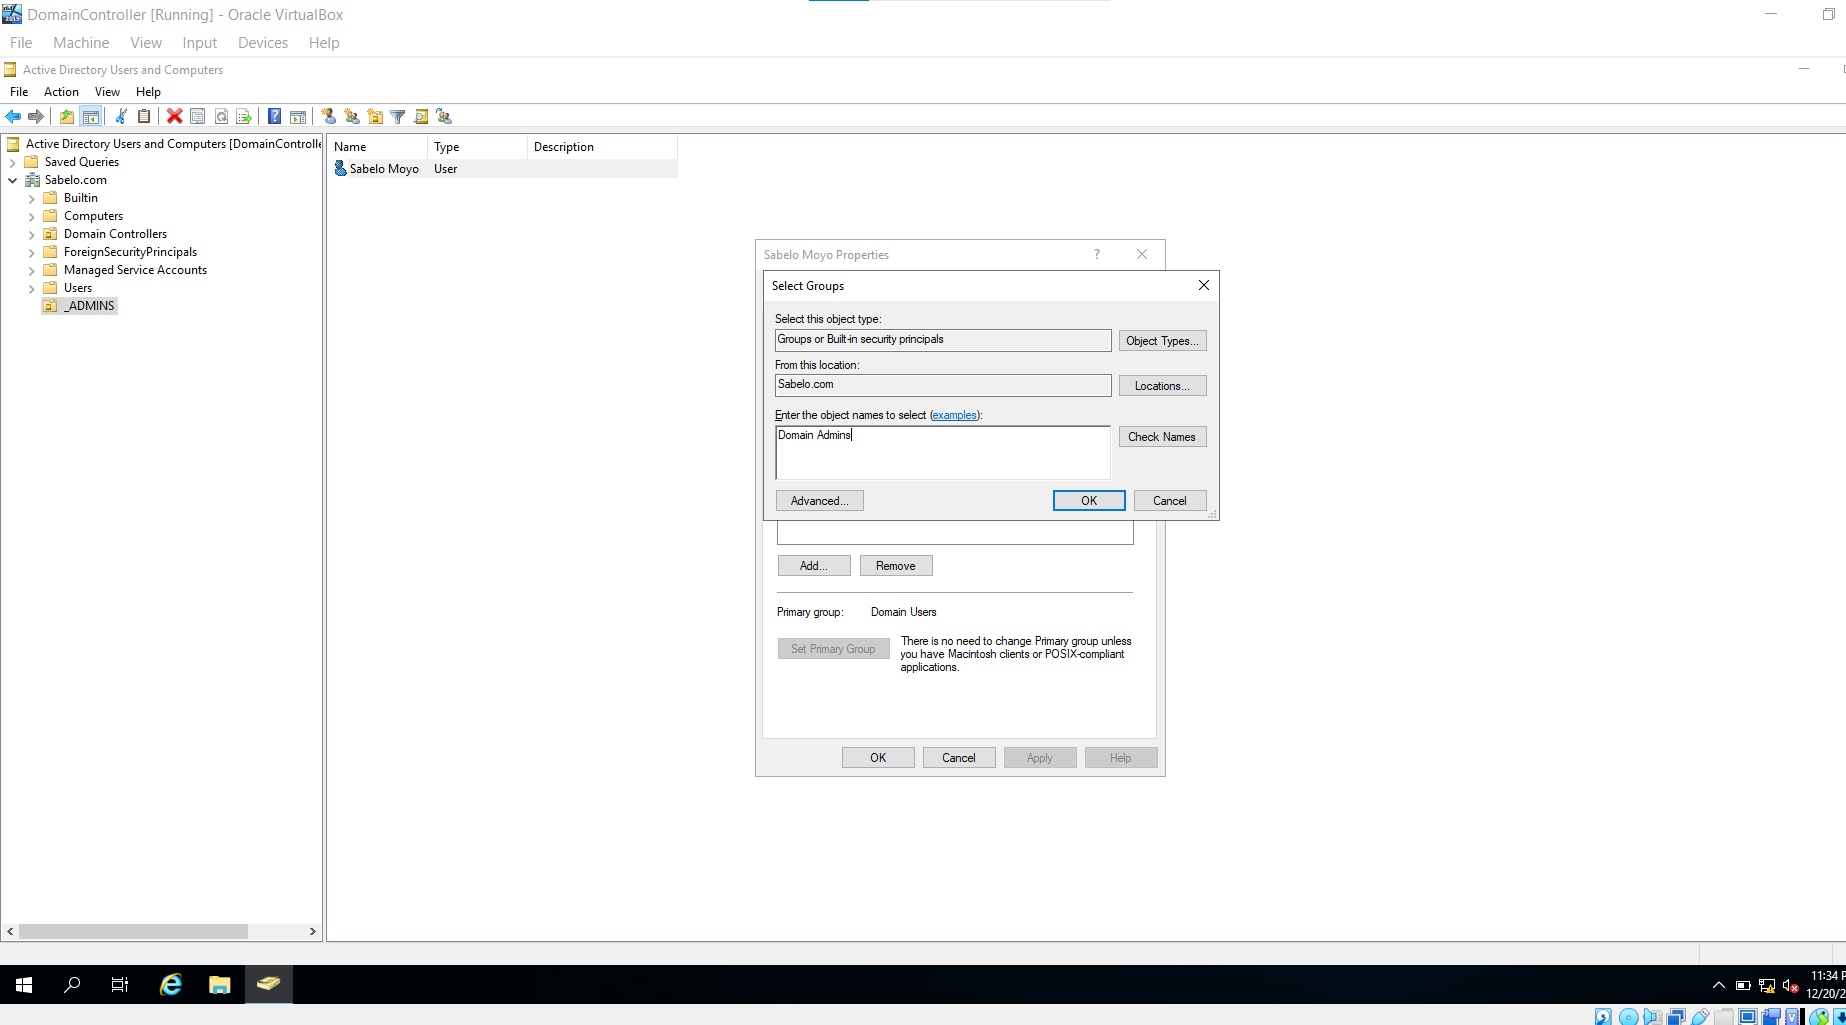 DomainController [Running] - Oracle VirtualBox
File Machine View Input Devices Help
Active Directory Users and Computers
File Action View Help
Active Directory Users and Computers [DomainControlle
Saved Queries
Sabelo.com
Builtin
Computers
Domain Controllers
ForeignSecurityPrincipals
Managed Service Accounts
Users
_ADMINS
Name Type Description
Sabelo Moyo User
Sabelo Moyo Properties
Select Groups
Select this object type:
Groups or Built-in security principals
Object Types...
From this location:
Sabelo.com
Locations...
Enter the object names to select (examples):
Domain Admins
Check Names
Advanced...
OK
Cancel
Add...
Remove
Primary group: Domain Users
Set Primary Group
There is no need to change Primary group unless
you have Macintosh clients or POSIX-compliant
applications.
OK
Cancel
Apply
Help
11:34 P
12/20/2